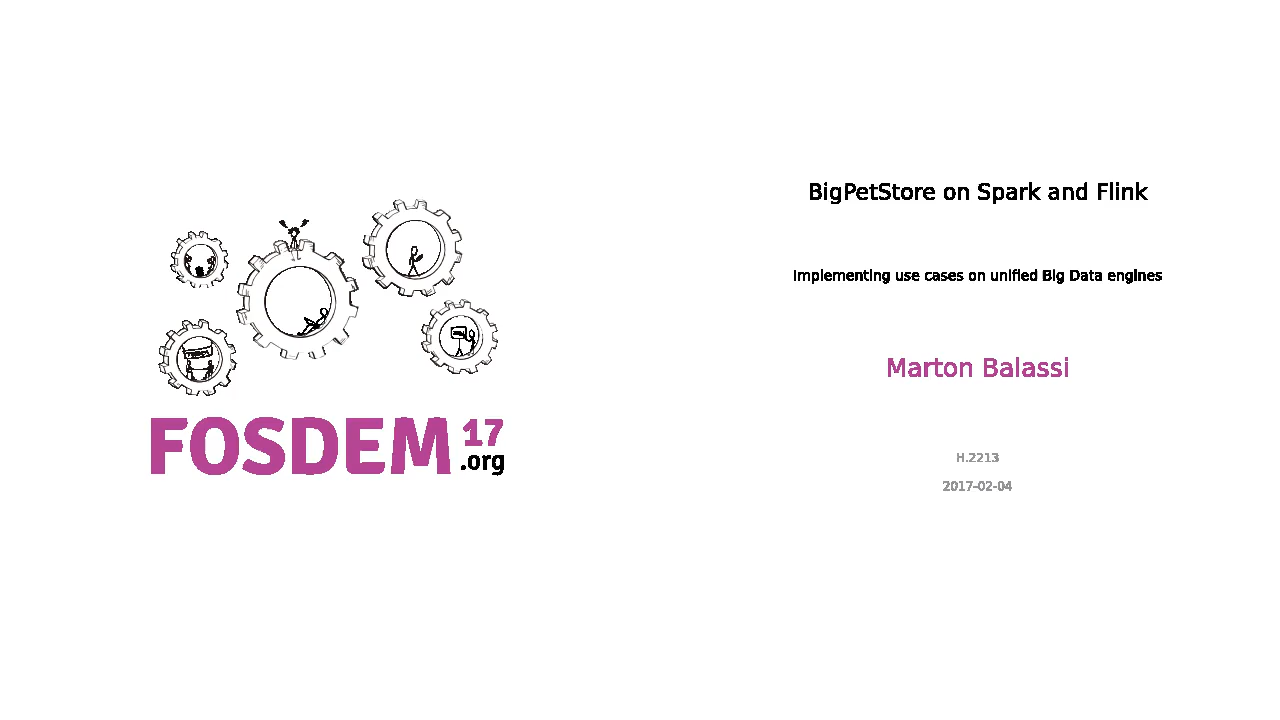 FOSDEM 17
.org
BigPetStore on Spark and Flink
Implementing use cases on unified Big Data engines
Marton Balassi
H.2213
2017-02-04